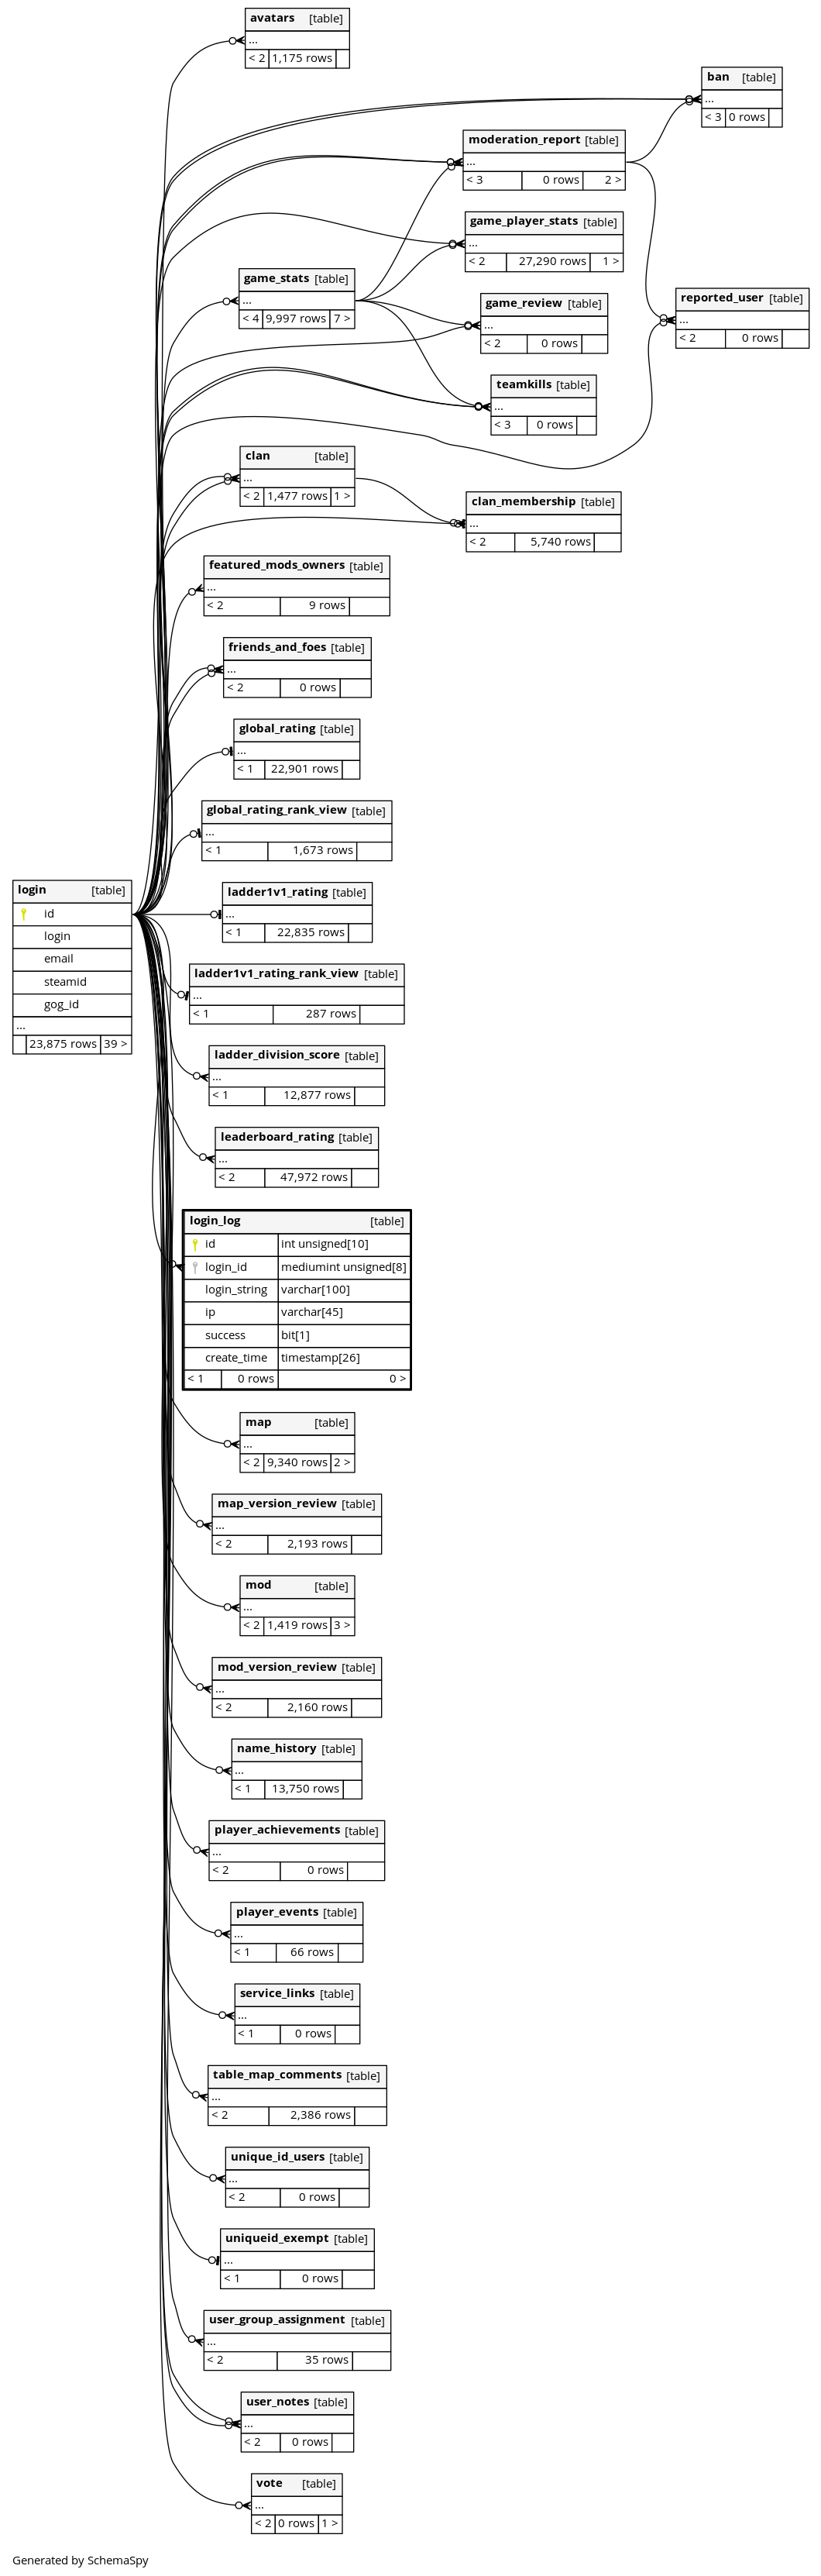 avatars [table]
...
< 2 1,175 rows
ban [table]
...
< 3 0 rows
moderation_report [table]
...
< 3 0 rows 2 >
game_player_stats [table]
...
< 2 27,290 rows 1 >
game_stats [table]
...
< 4 9,997 rows 7 >
game_review [table]
...
< 2 0 rows
reported_user [table]
...
< 2 0 rows
teamkills [table]
...
< 3 0 rows
clan [table]
...
< 2 1,477 rows 1 >
clan_membership [table]
...
< 2 5,740 rows
featured_mods_owners [table]
...
< 2 9 rows
friends_and_foes [table]
...
< 2 0 rows
global_rating [table]
...
< 1 22,901 rows
global_rating_rank_view [table]
...
< 1 1,673 rows
login [table]
id
login
email
steamid
gog_id
...
23,875 rows 39 >
ladder1v1_rating [table]
...
< 1 22,835 rows
ladder1v1_rating_rank_view [table]
...
< 1 287 rows
ladder_division_score [table]
...
< 1 12,877 rows
leaderboard_rating [table]
...
< 2 47,972 rows
login_log [table]
id int unsigned[10]
login_id mediumint unsigned[8]
login_string varchar[100]
ip varchar[45]
success bit[1]
create_time timestamp[26]
< 1 0 rows 0 >
map [table]
...
< 2 9,340 rows 2 >
map_version_review [table]
...
< 2 2,193 rows
mod [table]
...
< 2 1,419 rows 3 >
mod_version_review [table]
...
< 2 2,160 rows
name_history [table]
...
< 1 13,750 rows
player_achievements [table]
...
< 2 0 rows
player_events [table]
...
< 1 66 rows
service_links [table]
...
< 1 0 rows
table_map_comments [table]
...
< 2 2,386 rows
unique_id_users [table]
...
< 2 0 rows
uniqueid_exempt [table]
...
< 1 0 rows
user_group_assignment [table]
...
< 2 35 rows
user_notes [table]
...
< 2 0 rows
vote [table]
...
< 2 0 rows 1 >
Generated by SchemaSpy